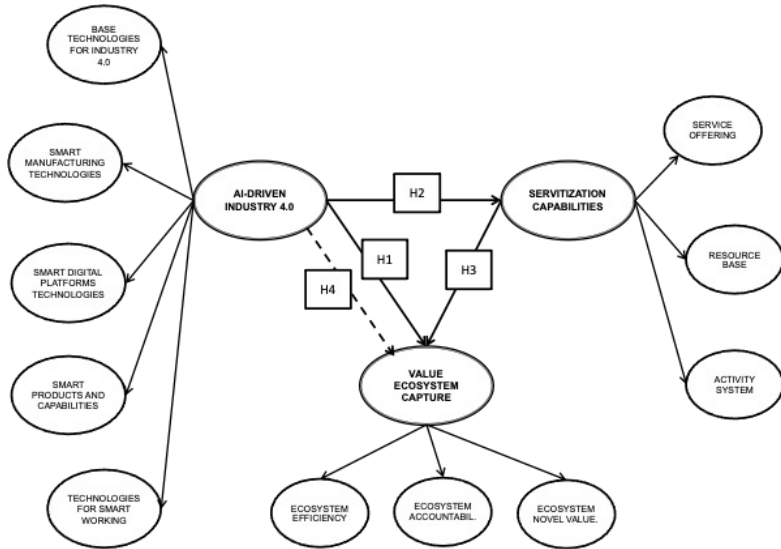 BASE
TECHNOLOGIES
FOR INDUSTRY
4.0
SMART
MANUFACTURING
TECHNOLOGIES
SMART DIGITAL
PLATFORMS
TECHNOLOGIES
SMART
PRODUCTS AND
CAPABILITIES
TECHNOLOGIES
FOR SMART
WORKING
AI-DRIVEN
INDUSTRY 4.0
H2
H1
H3
H4
SERVITIZATION
CAPABILITIES
SERVICE
OFFERING
RESOURCE
BASE
ACTIVITY
SYSTEM
VALUE
ECOSYSTEM
CAPTURE
ECOSYSTEM
EFFICIENCY
ECOSYSTEM
ACCOUNTABIL.
ECOSYSTEM
NOVEL VALUE.